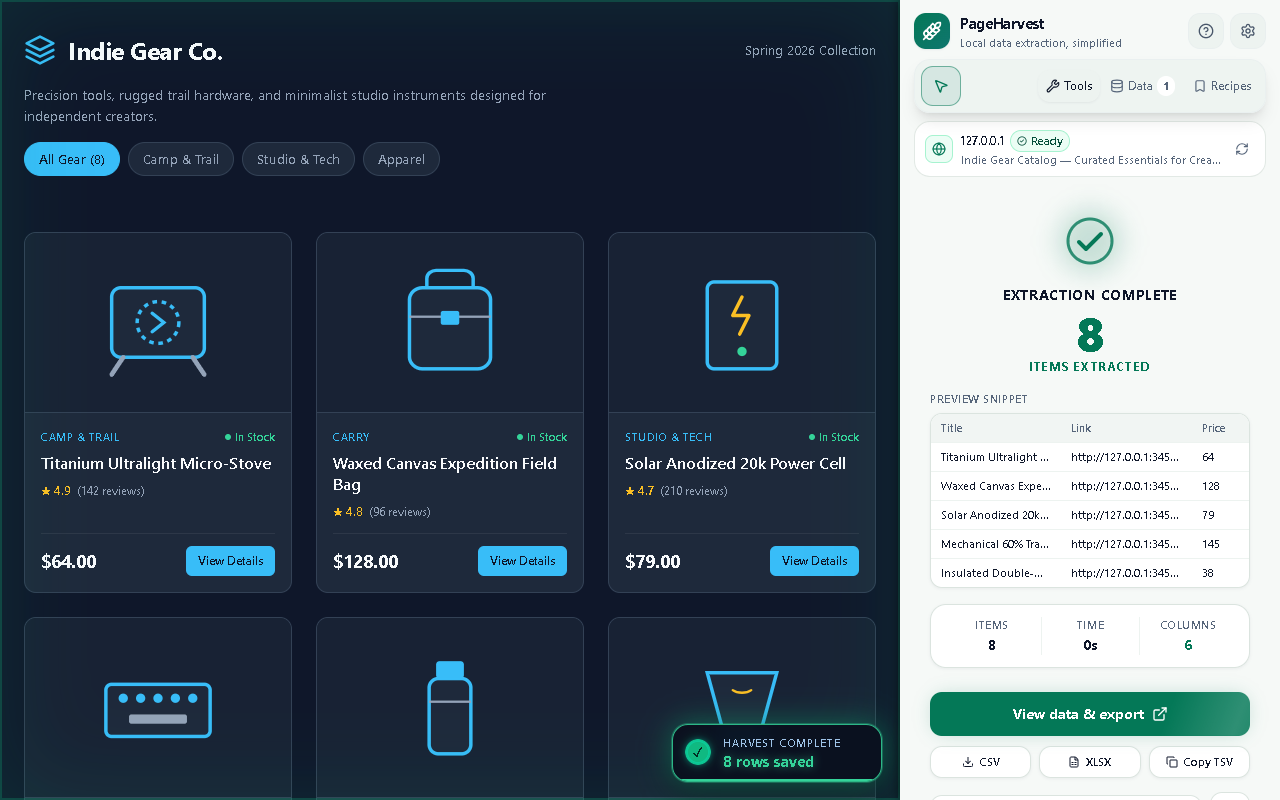 Indie Gear Co.
Spring 2026 Collection
Precision tools, rugged trail hardware, and minimalist studio instruments designed for
independent creators.
All Gear (8)
Camp & Trail
Studio & Tech
Apparel
CAMP & TRAIL
In Stock
Titanium Ultralight Micro-Stove
★ 4.9 (142 reviews)
$64.00
View Details
CARRY
In Stock
Waxed Canvas Expedition Field
Bag
★ 4.8 (96 reviews)
$128.00
View Details
STUDIO & TECH
In Stock
Solar Anodized 20k Power Cell
★ 4.7 (210 reviews)
$79.00
View Details
HARVEST COMPLETE
8 rows saved
PageHarvest
Local data extraction, simplified
Tools
Data 1
Recipes
127.0.0.1
Ready
Indie Gear Catalog — Curated Essentials for Crea...
EXTRACTION COMPLETE
8
ITEMS EXTRACTED
PREVIEW SNIPPET
Title Link Price
Titanium Ultralight ... http://127.0.0.1:345... 64
Waxed Canvas Expe... http://127.0.0.1:345... 128
Solar Anodized 20k... http://127.0.0.1:345... 79
Mechanical 60% Tra... http://127.0.0.1:345... 145
Insulated Double-... http://127.0.0.1:345... 38
ITEMS TIME COLUMNS
8 0s 6
View data & export
CSV
XLSX
Copy TSV